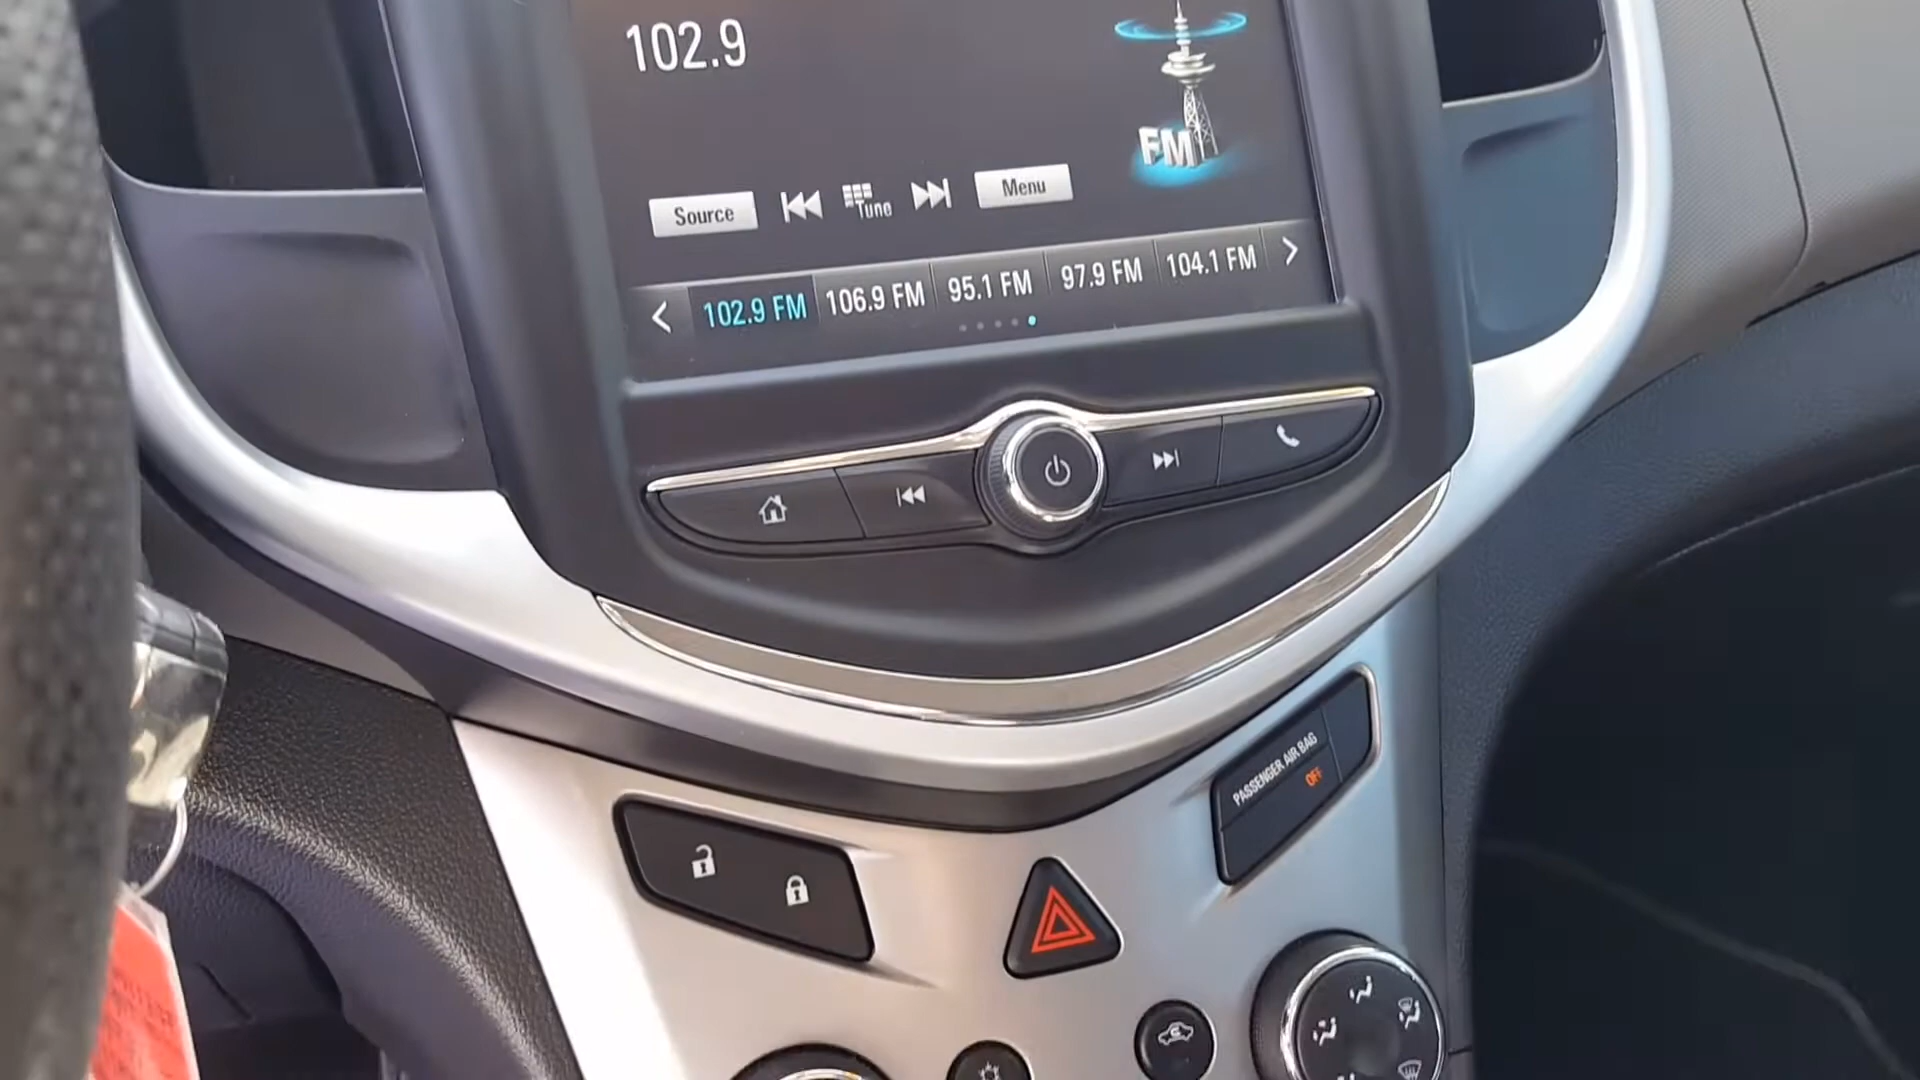 102.9
FM
Source
Tune
Menu
102.9 FM
106.9 FM
95.1 FM
97.9 FM
104.1 FM
PASSENGER AIR BAG
OFF